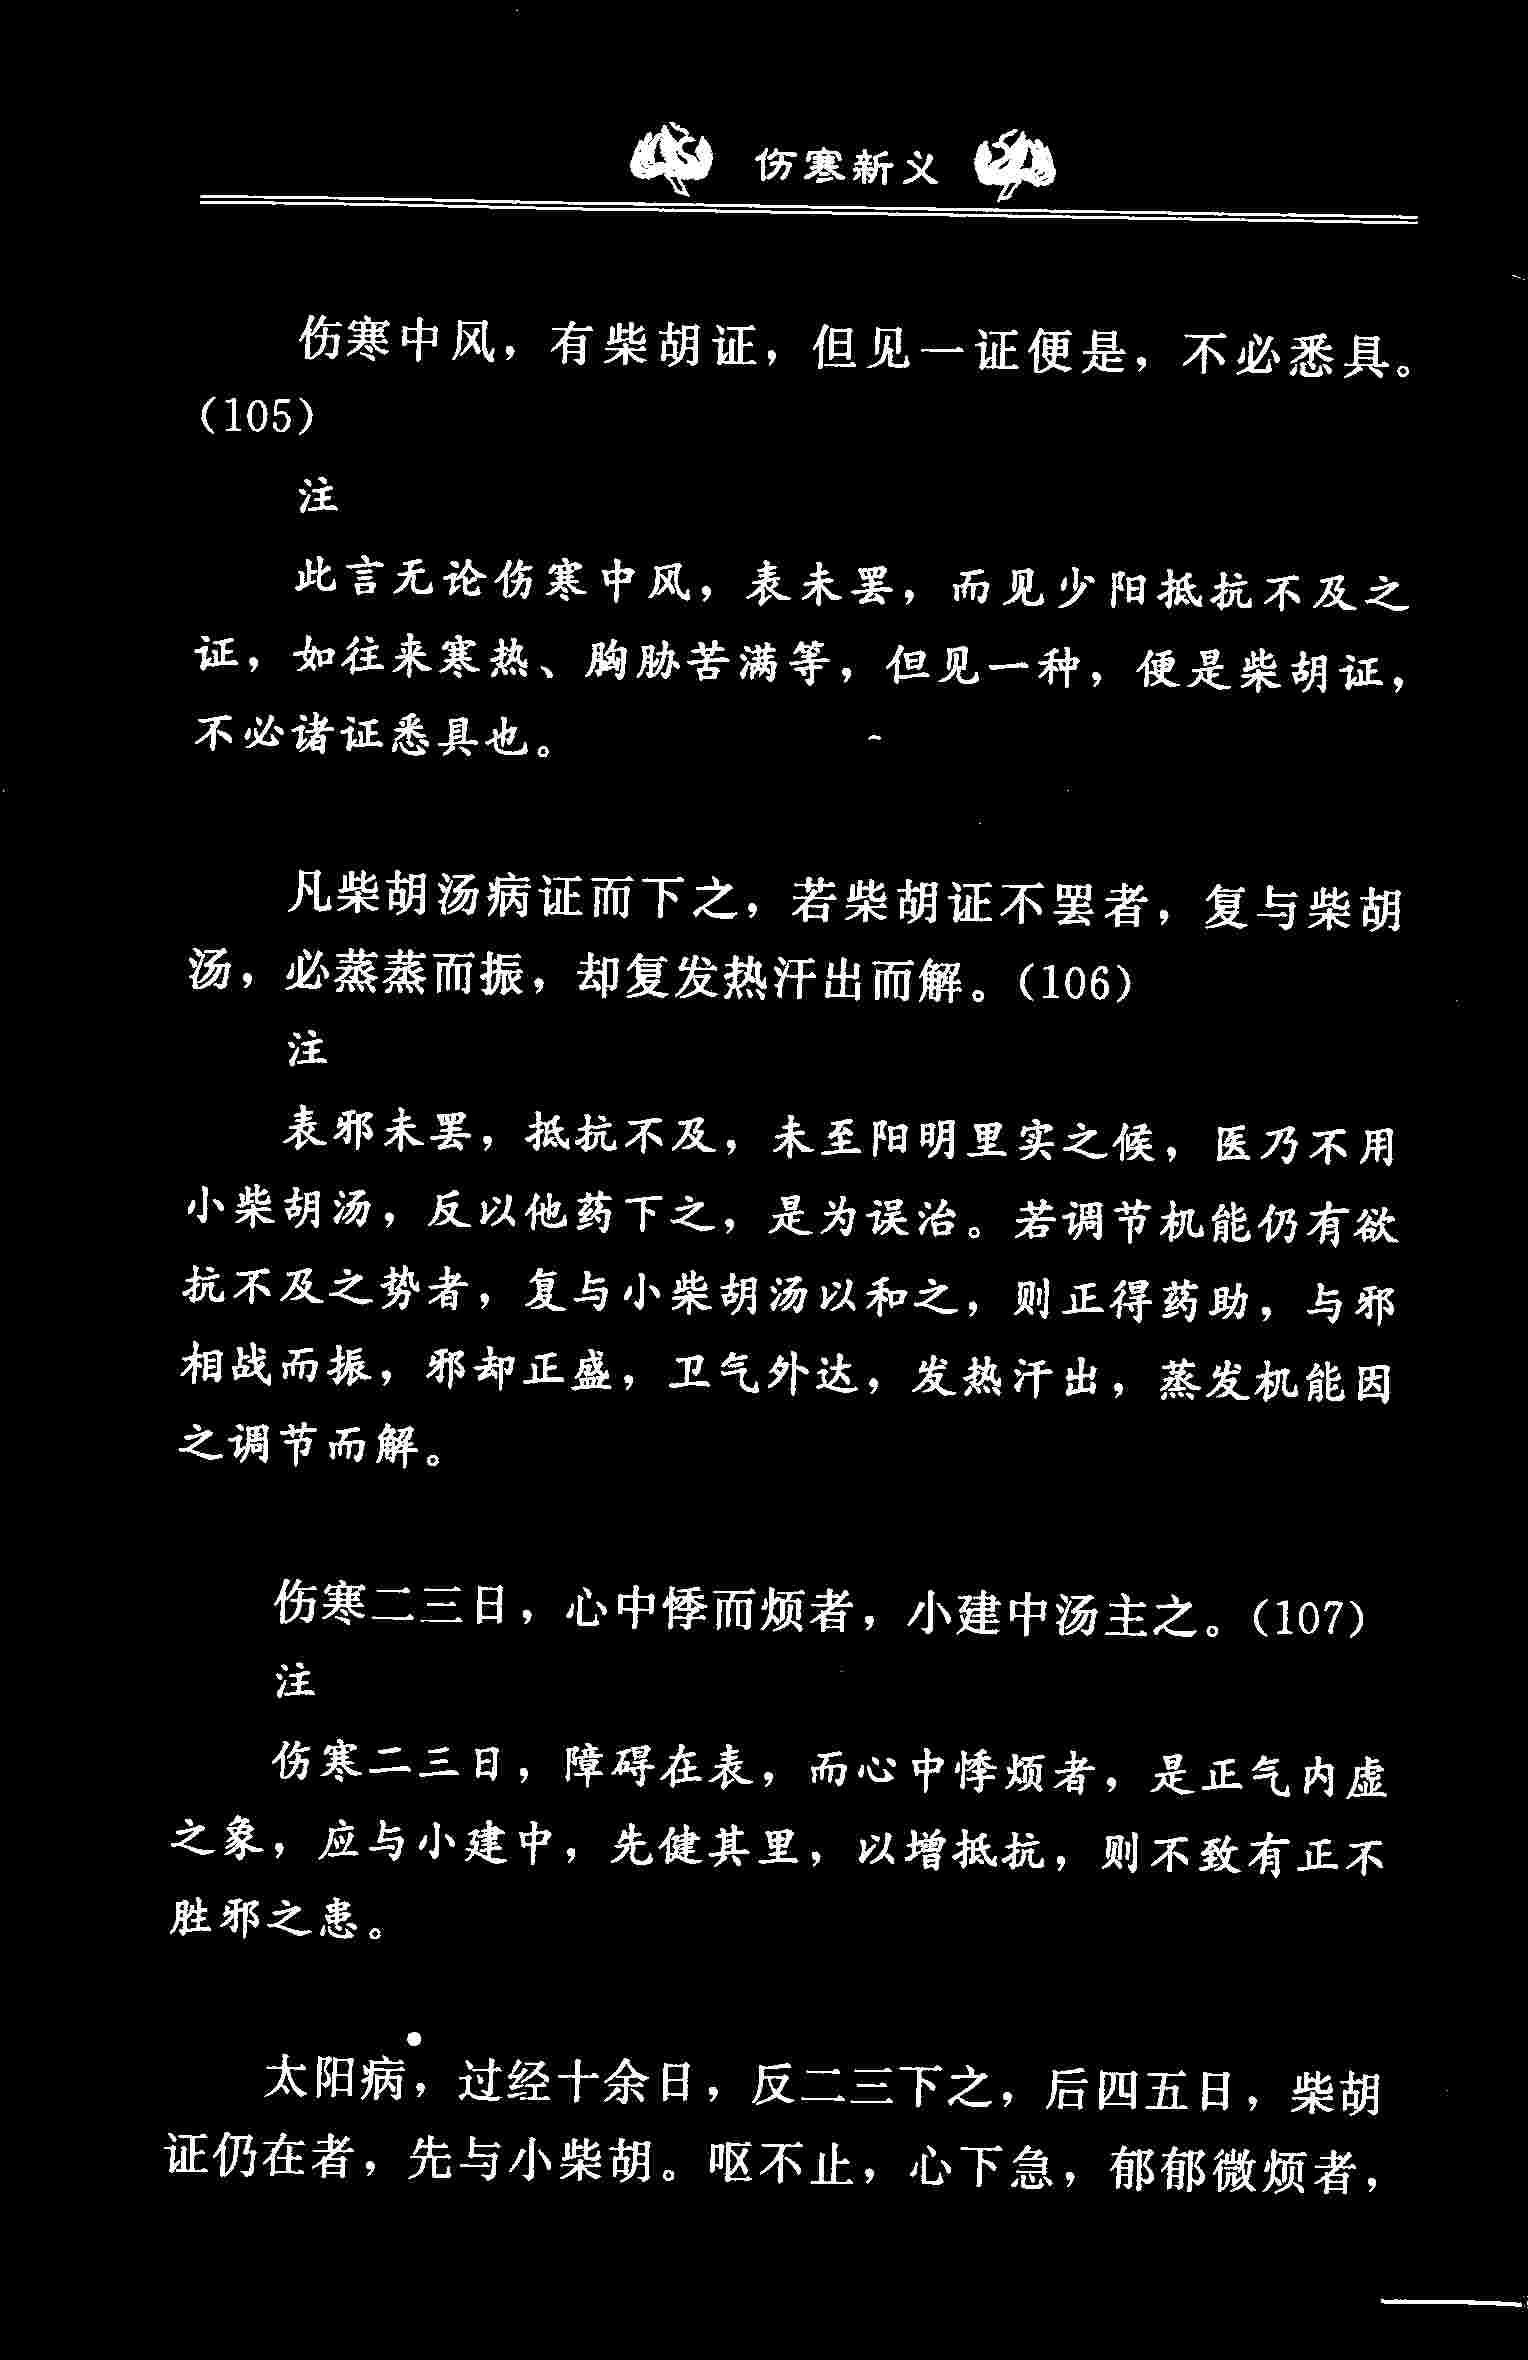 伤寒新义
伤寒中风，有柴胡证，但见一证便是，不必悉具。
（105）
注
此言无论伤寒中风，表未罢，而见少阳抵抗不及之
证，如往来寒热、胸胁苦满等，但见一种，便是柴胡证，
不必诸证悉具也。
凡柴胡汤病证而下之，若柴胡证不罢者，复与柴胡
汤，必蒸蒸而振，却复发热汗出而解。（106）
注
表邪未罢，抵抗不及，未至阳明里实之候，医乃不用
小柴胡汤，反以他药下之，是为误治。若调节机能仍有欲
抗不及之势者，复与小柴胡汤以和之，则正得药助，与邪
相战而振，邪却正盛，卫气外达，发热汗出，蒸发机能因
之调节而解。
伤寒二三日，心中悸而烦者，小建中汤主之。（107）
注
伤寒二三日，障碍在表，而心中悸烦者，是正气内虚
之象，应与小建中，先健其里，以增抵抗，则不致有正不
胜邪之患。
太阳病，过经十余日，反二三下之，后四五日，柴胡
证仍在者，先与小柴胡。呕不止，心下急，郁郁微烦者，